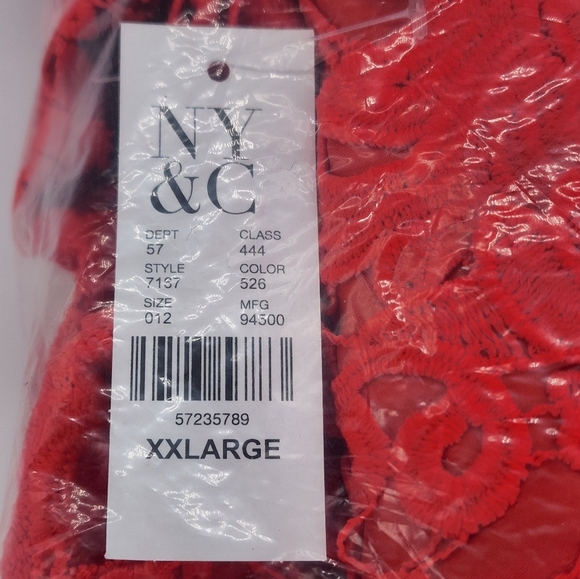 NY
&C
DEPT CLASS
57 444
STYLE COLOR
7137 526
SIZE MFG
012 94300
57235789
XXLARGE